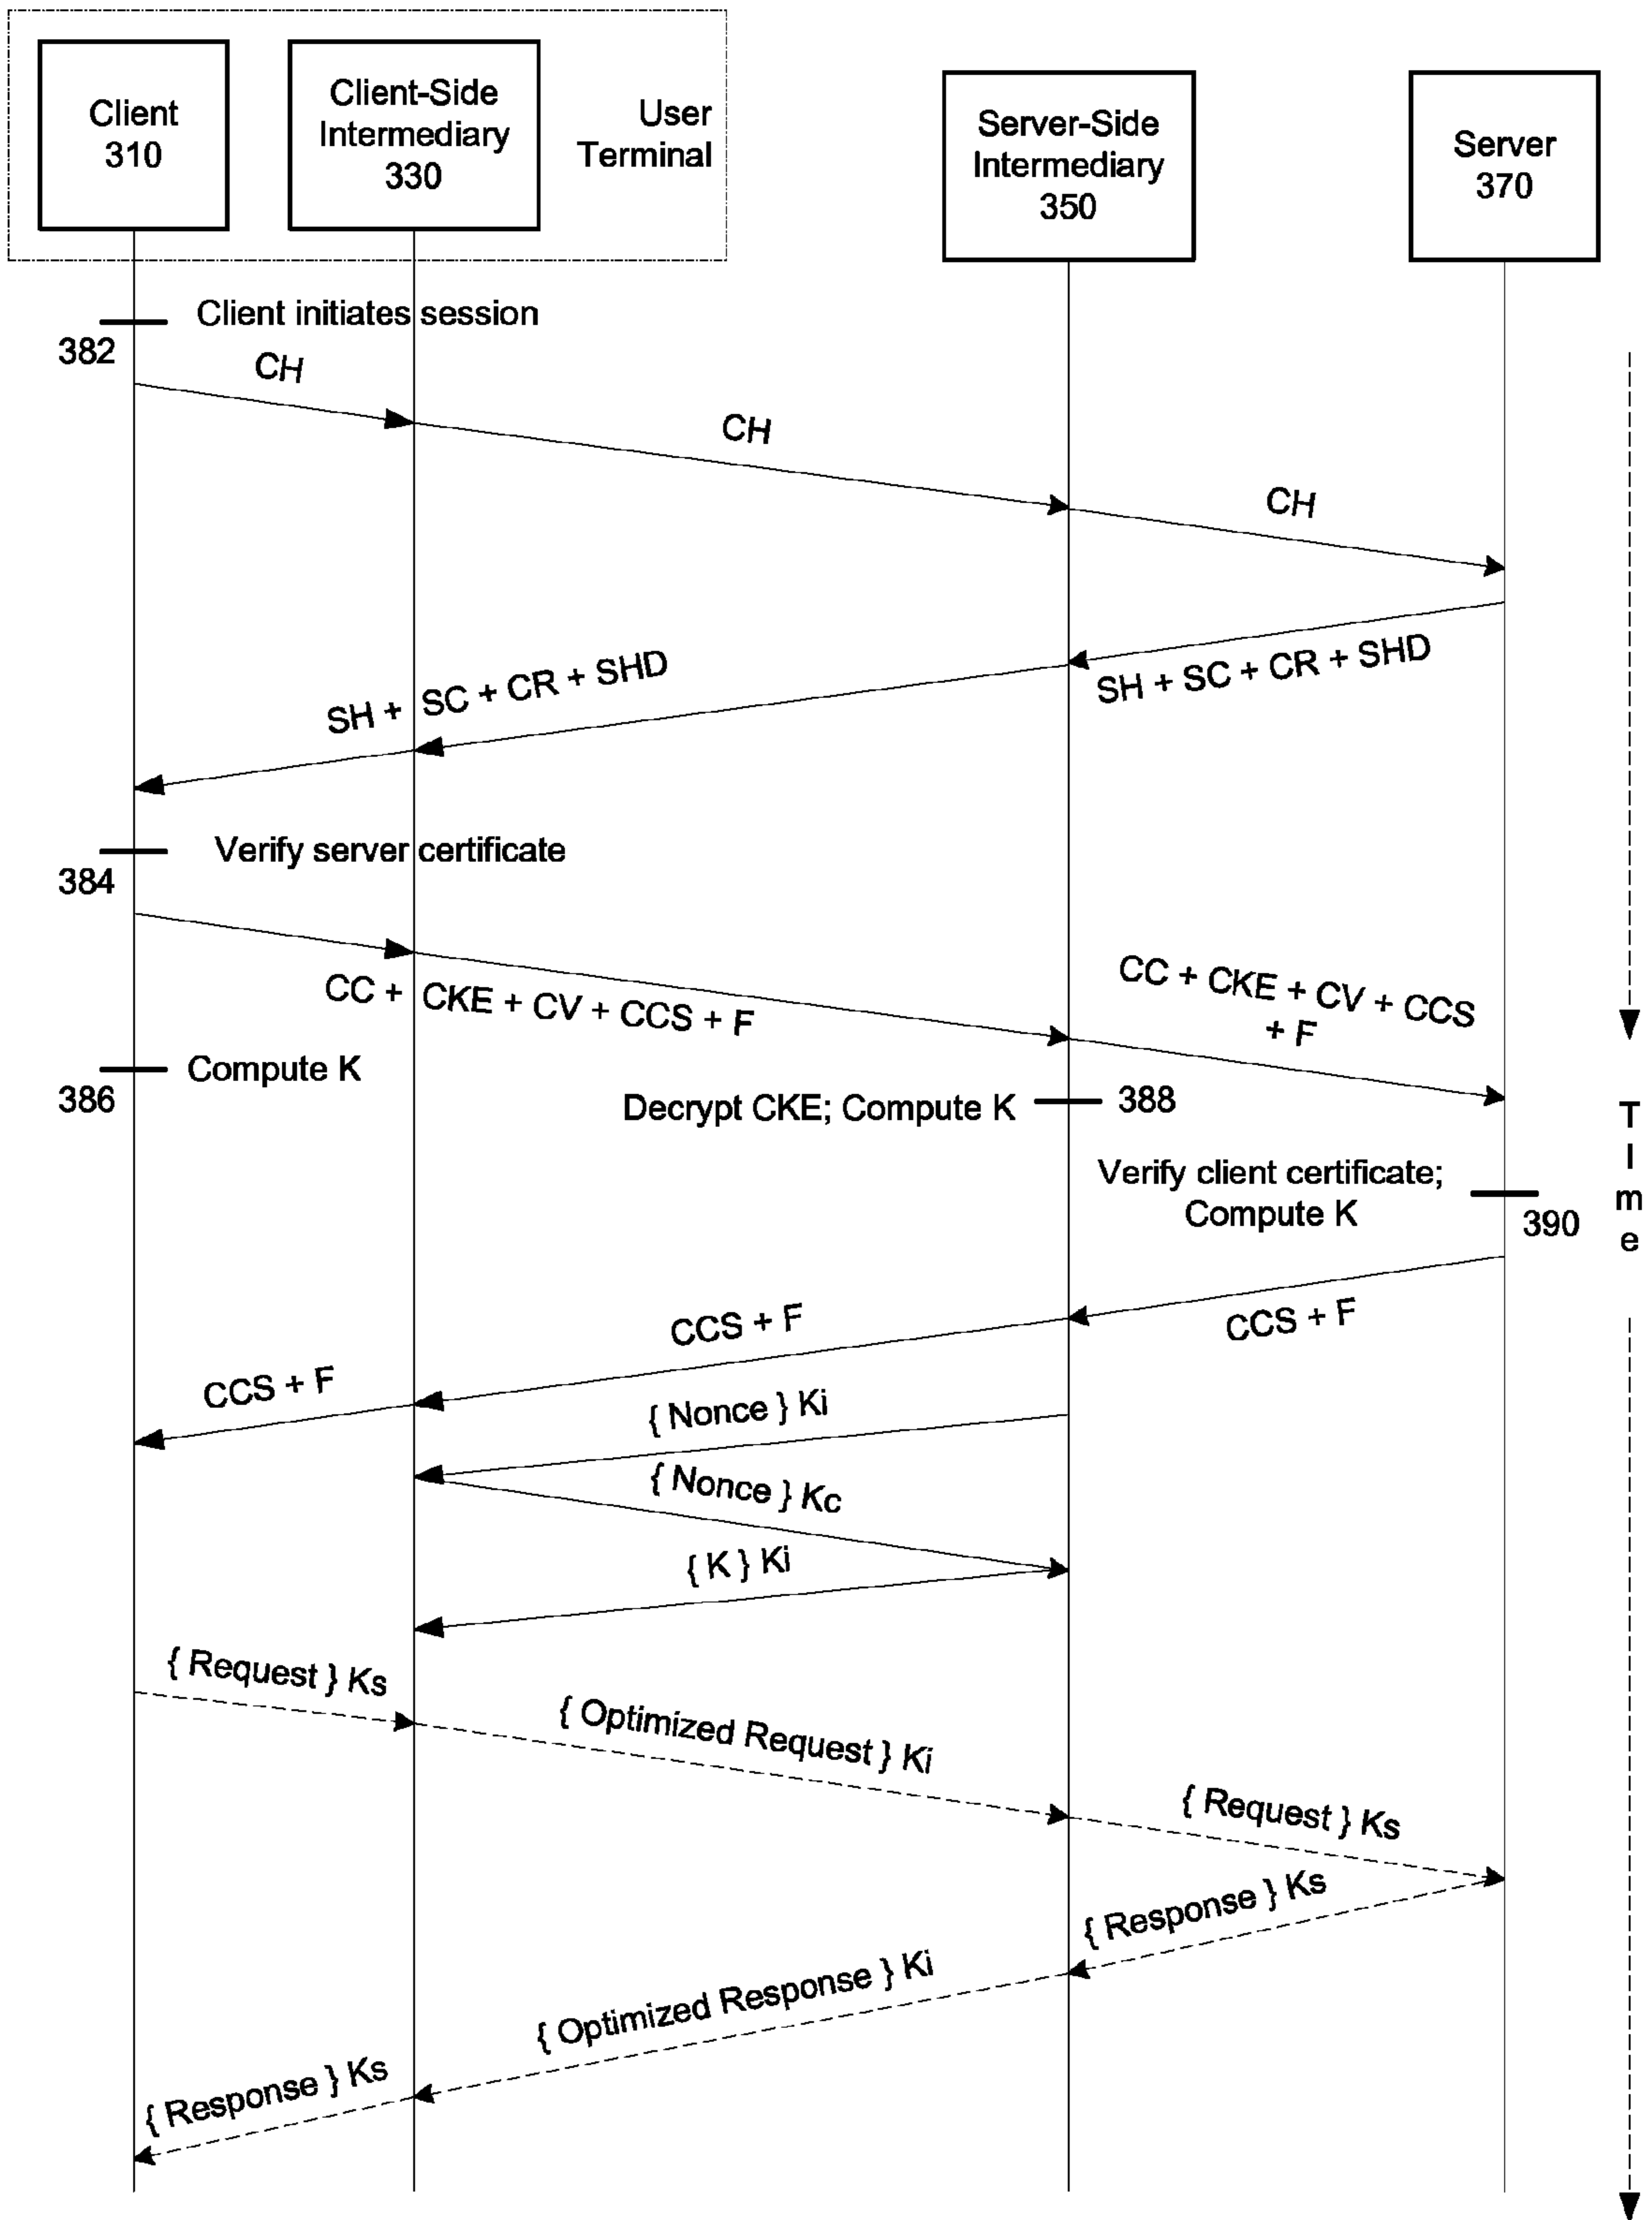 Client
310
Client-Side
Intermediary
330
User
Terminal
Server-Side
Intermediary
350
Server
370
Client initiates session
382
CH
CH
CH
SH + SC + CR + SHD
SH + SC + CR + SHD
Verify server certificate
384
CC + CKE + CV + CCS + F
CC + CKE + CV + CCS
+ F
Compute K
386
Decrypt CKE; Compute K
388
Verify client certificate;
Compute K
390
T
I
m
e
CCS + F
CCS + F
CCS + F
{ Nonce } Ki
{ Nonce } Kc
{ K } Ki
{ Request } Ks
{ Optimized Request } Ki
{ Request } Ks
{ Response } Ks
{ Optimized Response } Ki
{ Response } Ks